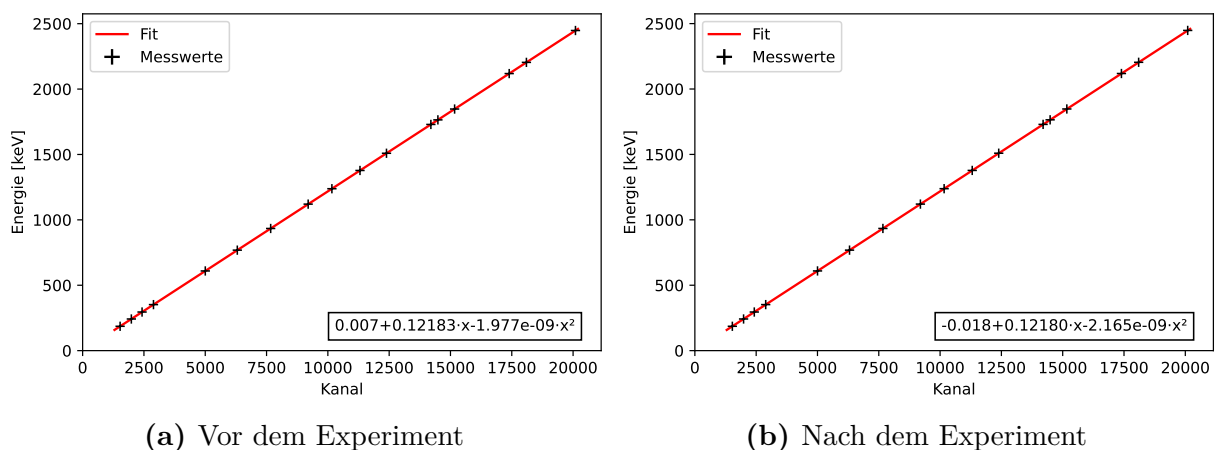 2500
2000
1500
1000
500
0
Energie [keV]
Fit
Messwerte
0.007+0.12183·x-1.977e-09·x²
0 2500 5000 7500 10000 12500 15000 17500 20000
Kanal
(a) Vor dem Experiment
2500
2000
1500
1000
500
0
Energie [keV]
Fit
Messwerte
-0.018+0.12180·x-2.165e-09·x²
0 2500 5000 7500 10000 12500 15000 17500 20000
Kanal
(b) Nach dem Experiment